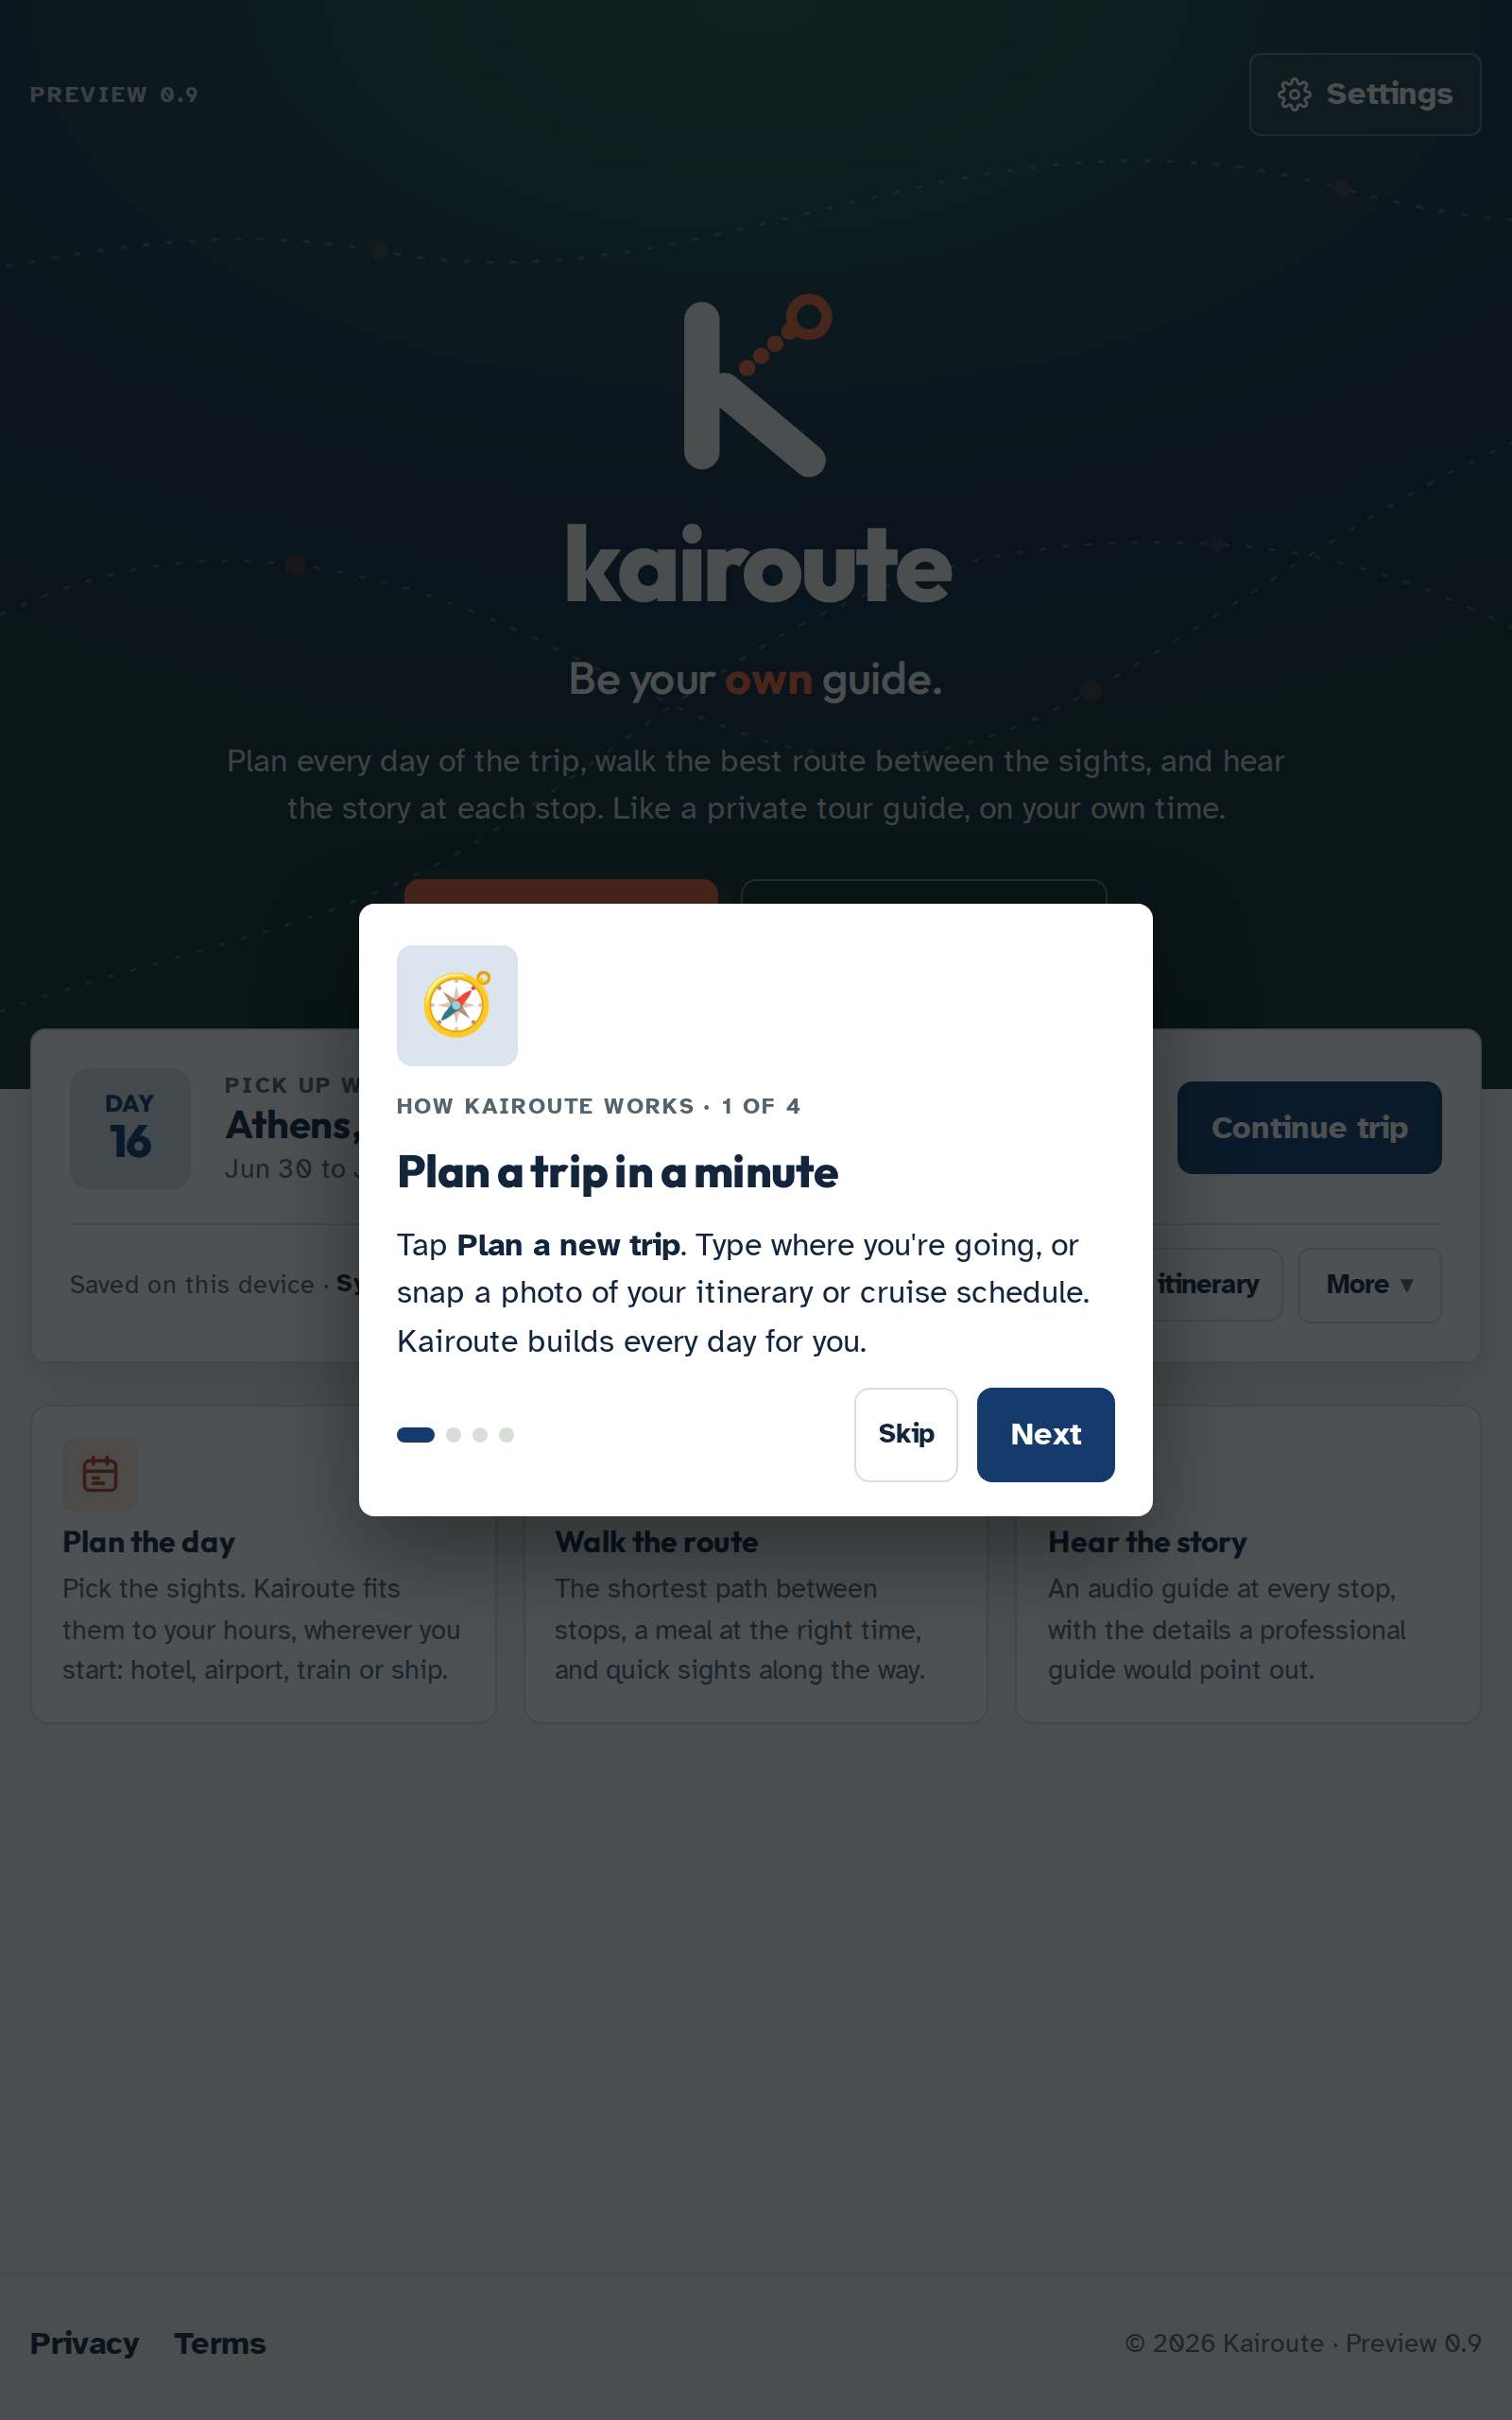 PREVIEW 0.9
Settings
kairoute
Be your own guide.
Plan every day of the trip, walk the best route between the sights, and hear
the story at each stop. Like a private tour guide, on your own time.
HOW KAIROUTE WORKS · 1 OF 4
Plan a trip in a minute
Tap Plan a new trip. Type where you're going, or
snap a photo of your itinerary or cruise schedule.
Kairoute builds every day for you.
Skip
Next
DAY
16
PICK UP
Athens,
Jun 30 to
Continue trip
Saved on this device ·
itinerary
More ▾
Plan the day
Pick the sights. Kairoute fits
them to your hours, wherever you
start: hotel, airport, train or ship.
Walk the route
The shortest path between
stops, a meal at the right time,
and quick sights along the way.
Hear the story
An audio guide at every stop,
with the details a professional
guide would point out.
Privacy
Terms
© 2026 Kairoute · Preview 0.9